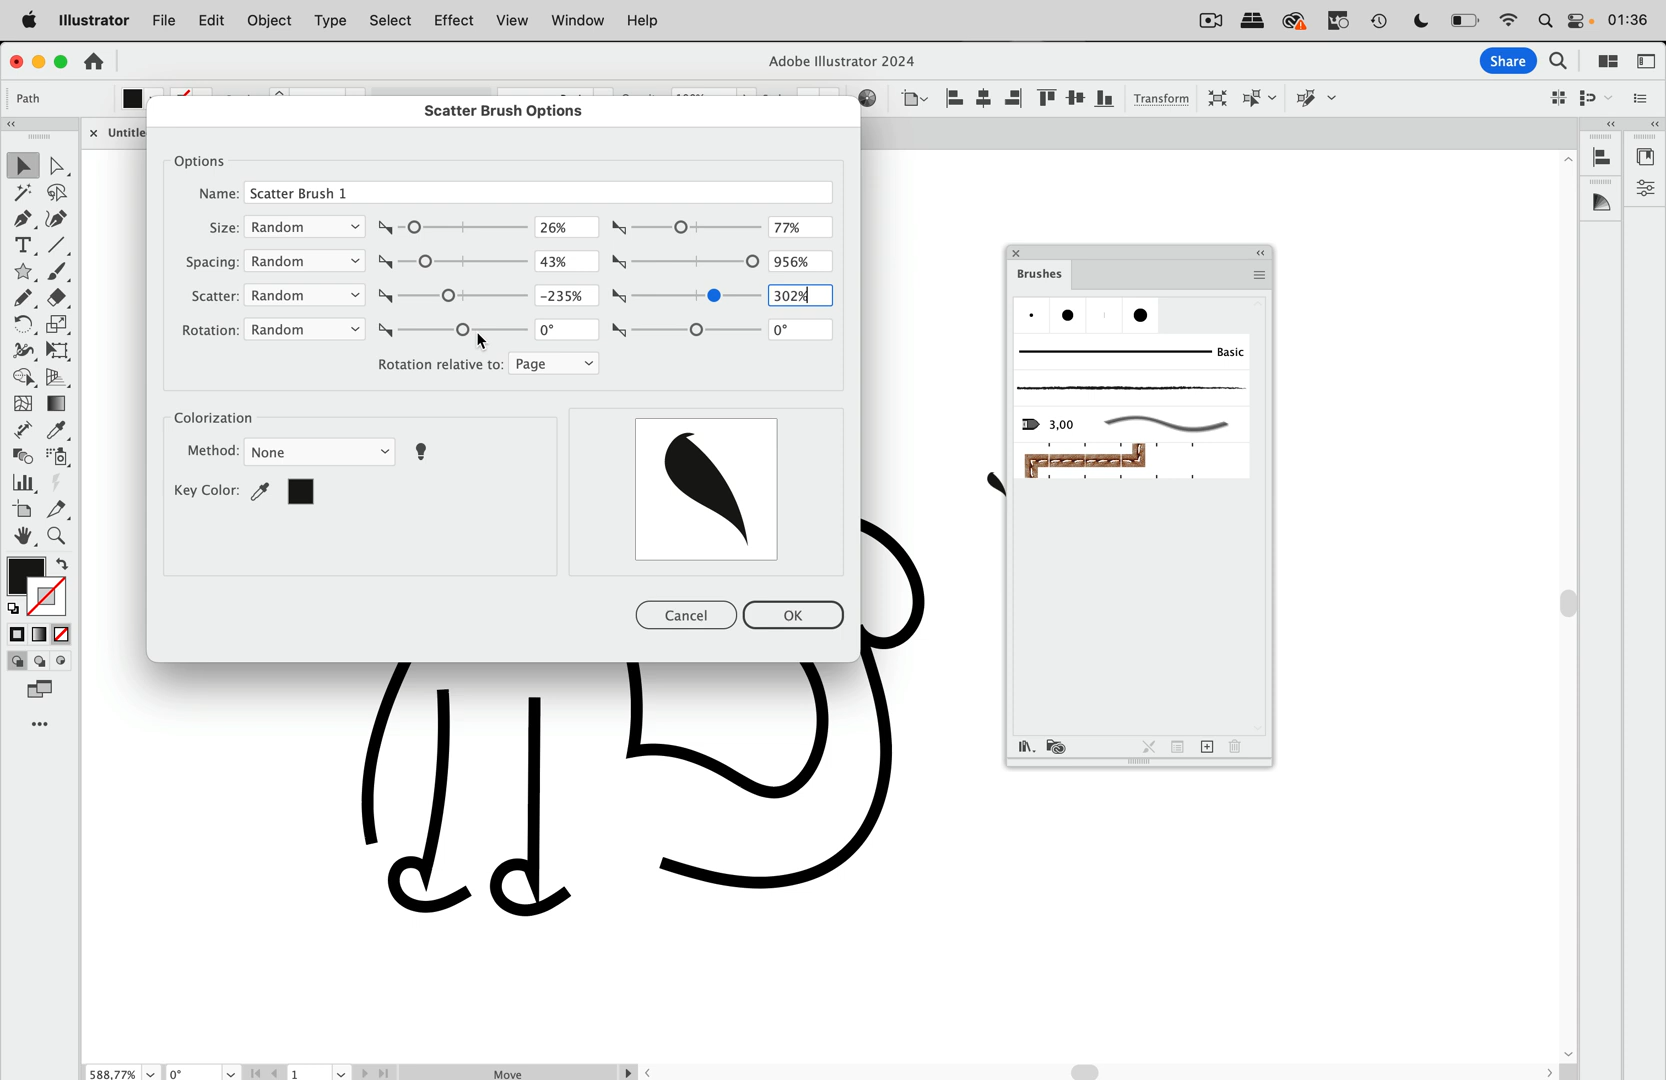 Illustrator File Edit Object Type Select Effect View Window Help 01:36
Adobe Illustrator 2024 Share
Path Transform
Scatter Brush Options
Untitle
Options
Name: Scatter Brush 1
Size: Random 26% 77%
Spacing: Random 43% 956%
Scatter: Random -235% 302%
Rotation: Random 0° 0°
Rotation relative to: Page
Colorization
Method: None
Key Color:
Cancel OK
Brushes
Basic
3,00
588,77% 0° 1 Move